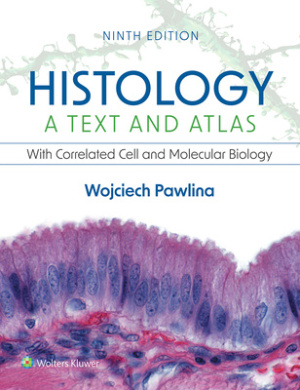 NINTH EDITION
HISTOLOGY
A TEXT AND ATLAS
With Correlated Cell and Molecular Biology
Wojciech Pawlina
Wolters Kluwer